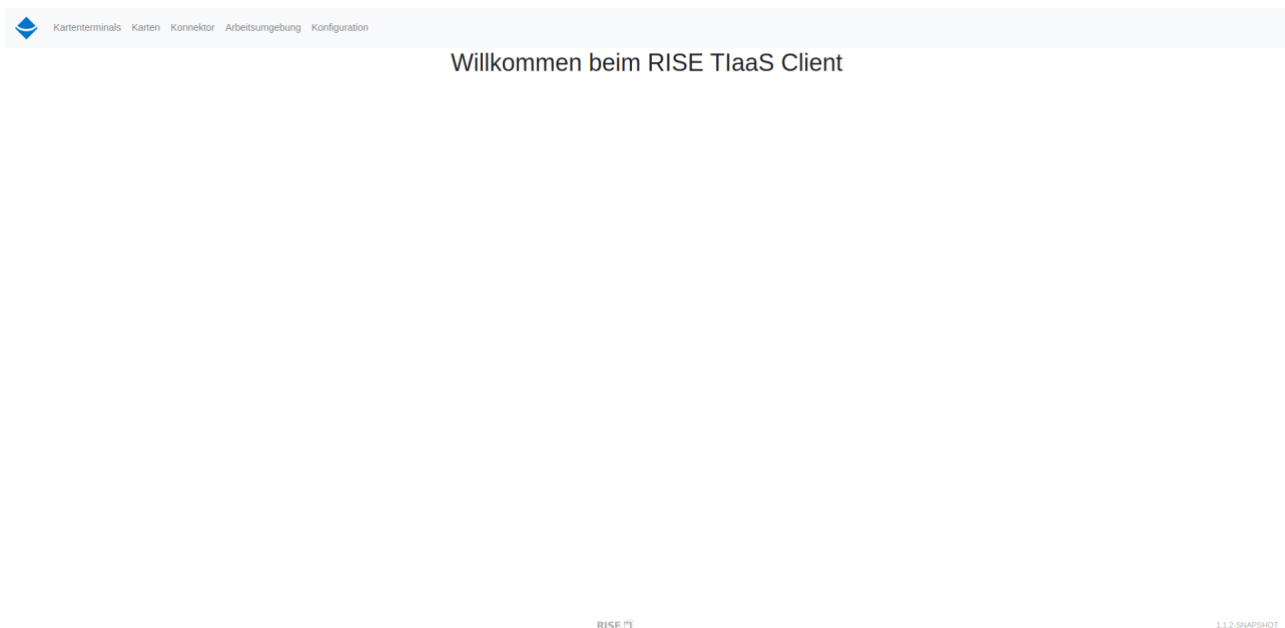 Kartenterminals Karten Konnektor Arbeitsumgebung Konfiguration
Willkommen beim RISE TIaaS Client
RISE
1.1.2-SNAPSHOT